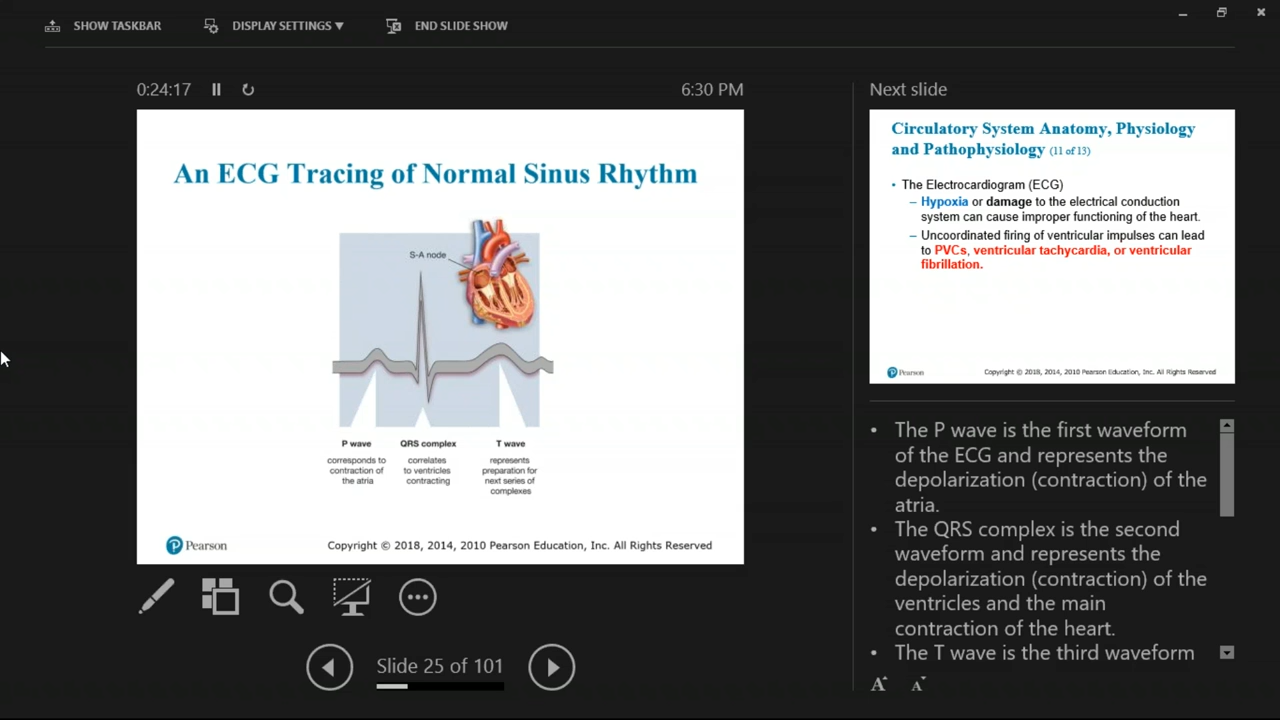 SHOW TASKBAR
DISPLAY SETTINGS ▼
END SLIDE SHOW
0:24:17
6:30 PM
An ECG Tracing of Normal Sinus Rhythm
S-A node
P wave
corresponds to
contraction of
the atria
QRS complex
correlates
to ventricles
contracting
T wave
represents
preparation for
next series of
complexes
Pearson
Copyright © 2018, 2014, 2010 Pearson Education, Inc. All Rights Reserved
Slide 25 of 101
Next slide
Circulatory System Anatomy, Physiology
and Pathophysiology (11 of 13)
• The Electrocardiogram (ECG)
– Hypoxia or damage to the electrical conduction
system can cause improper functioning of the heart.
– Uncoordinated firing of ventricular impulses can lead
to PVCs, ventricular tachycardia, or ventricular
fibrillation.
Pearson
Copyright © 2018, 2014, 2010 Pearson Education, Inc. All Rights Reserved
• The P wave is the first waveform
of the ECG and represents the
depolarization (contraction) of the
atria.
• The QRS complex is the second
waveform and represents the
depolarization (contraction) of the
ventricles and the main
contraction of the heart.
• The T wave is the third waveform
A A